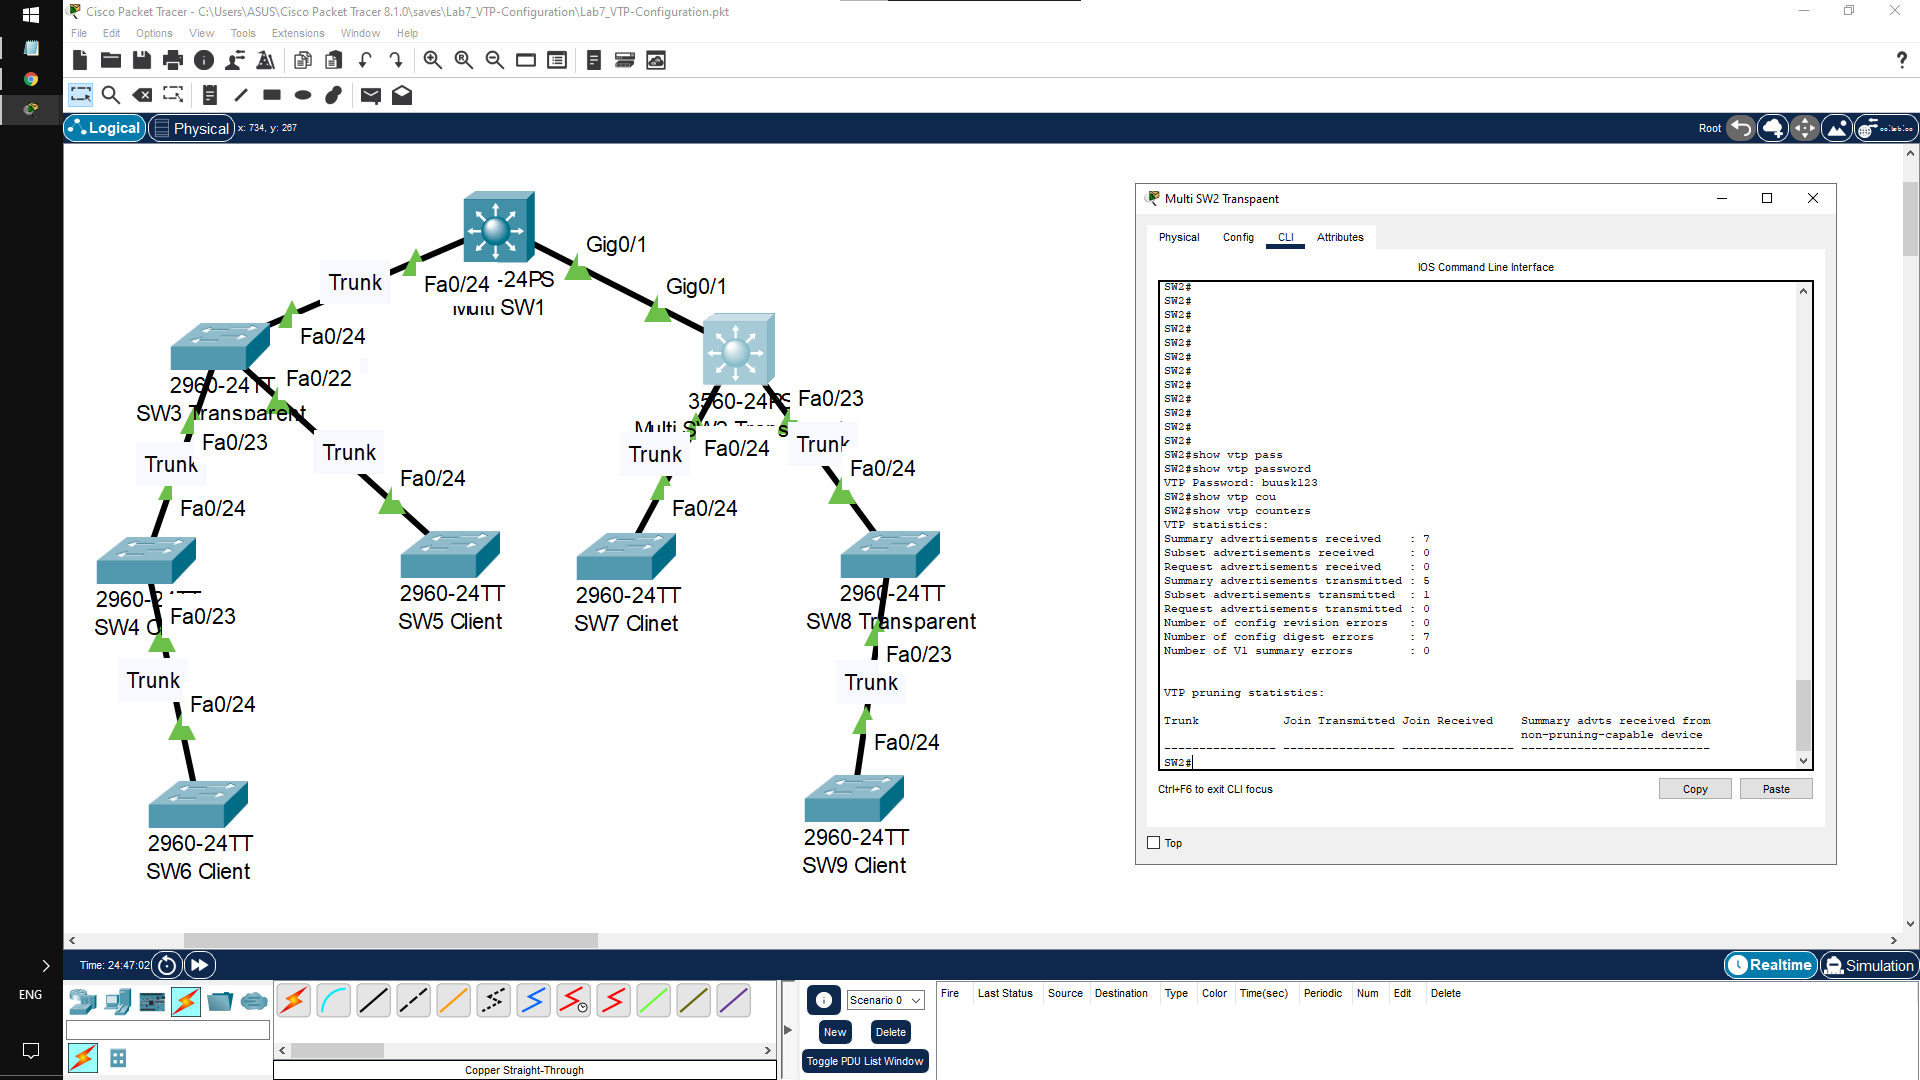 Cisco Packet Tracer - C:\Users\ASUS\Cisco Packet Tracer 8.1.0\saves\Lab7_VTP-Configuration\Lab7_VTP-Configuration.pkt
File Edit Options View Tools Extensions Window Help
Logical Physical x: 734, y: 267
Root
Gig0/1
Gig0/1
Trunk
Fa0/24
-24PS
Multi SW1
Fa0/24
Fa0/22
2960-24TT
SW3 Transparent
Fa0/23
Trunk
Trunk
Fa0/24
Fa0/24
3560-24PS
Fa0/23
Multi SW2
Fa0/24
Trunk
Trunk
Fa0/24
Fa0/24
2960-24TT
SW5 Client
2960-24TT
SW7 Clinet
2960-24TT
SW8 Transparent
2960-2
SW4 C
Fa0/23
Trunk
Fa0/24
2960-24TT
SW6 Client
Fa0/23
Trunk
Fa0/24
2960-24TT
SW9 Client
Multi SW2 Transpaent
Physical Config CLI Attributes
IOS Command Line Interface
SW2#
SW2#
SW2#
SW2#
SW2#
SW2#
SW2#
SW2#
SW2#
SW2#
SW2#
SW2#
SW2#show vtp pass
SW2#show vtp password
VTP Password: buusk123
SW2#show vtp cou
SW2#show vtp counters
VTP statistics:
Summary advertisements received : 7
Subset advertisements received : 0
Request advertisements received : 0
Summary advertisements transmitted : 5
Subset advertisements transmitted : 1
Request advertisements transmitted : 0
Number of config revision errors : 0
Number of config digest errors : 7
Number of V1 summary errors : 0
VTP pruning statistics:
Trunk Join Transmitted Join Received Summary advts received from
non-pruning-capable device
---------------- ---------------- ---------------- ---------------------------
SW2#
Ctrl+F6 to exit CLI focus
Copy Paste
Top
Time: 24:47:02
Realtime Simulation
ENG
Scenario 0
New Delete
Toggle PDU List Window
Fire Last Status Source Destination Type Color Time(sec) Periodic Num Edit Delete
Copper Straight-Through